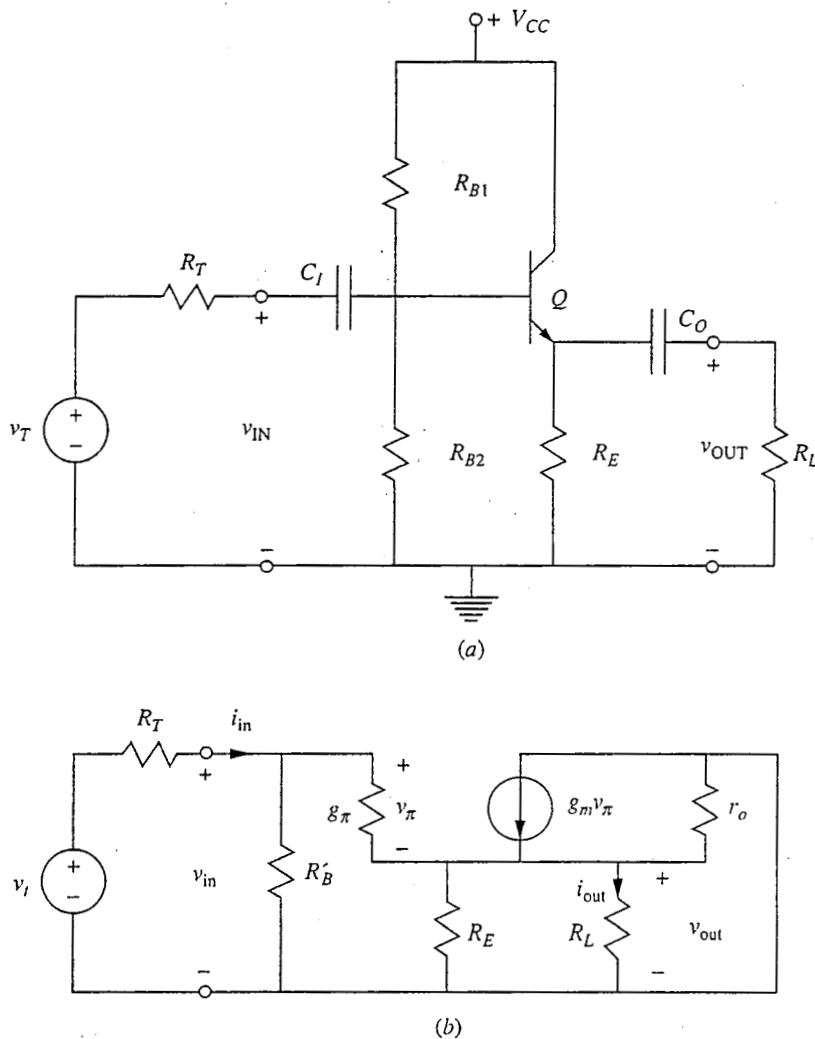 + V_CC
R_B1
R_T
C_I
Q
C_O
+
+
+
v_T
−
v_IN
R_B2
R_E
v_OUT
R_L
−
−
(a)
R_T
i_in
+
+
g_π
v_π
g_m v_π
r_o
−
+
v_t
−
v_in
R′_B
i_out
+
R_E
R_L
v_out
−
−
(b)